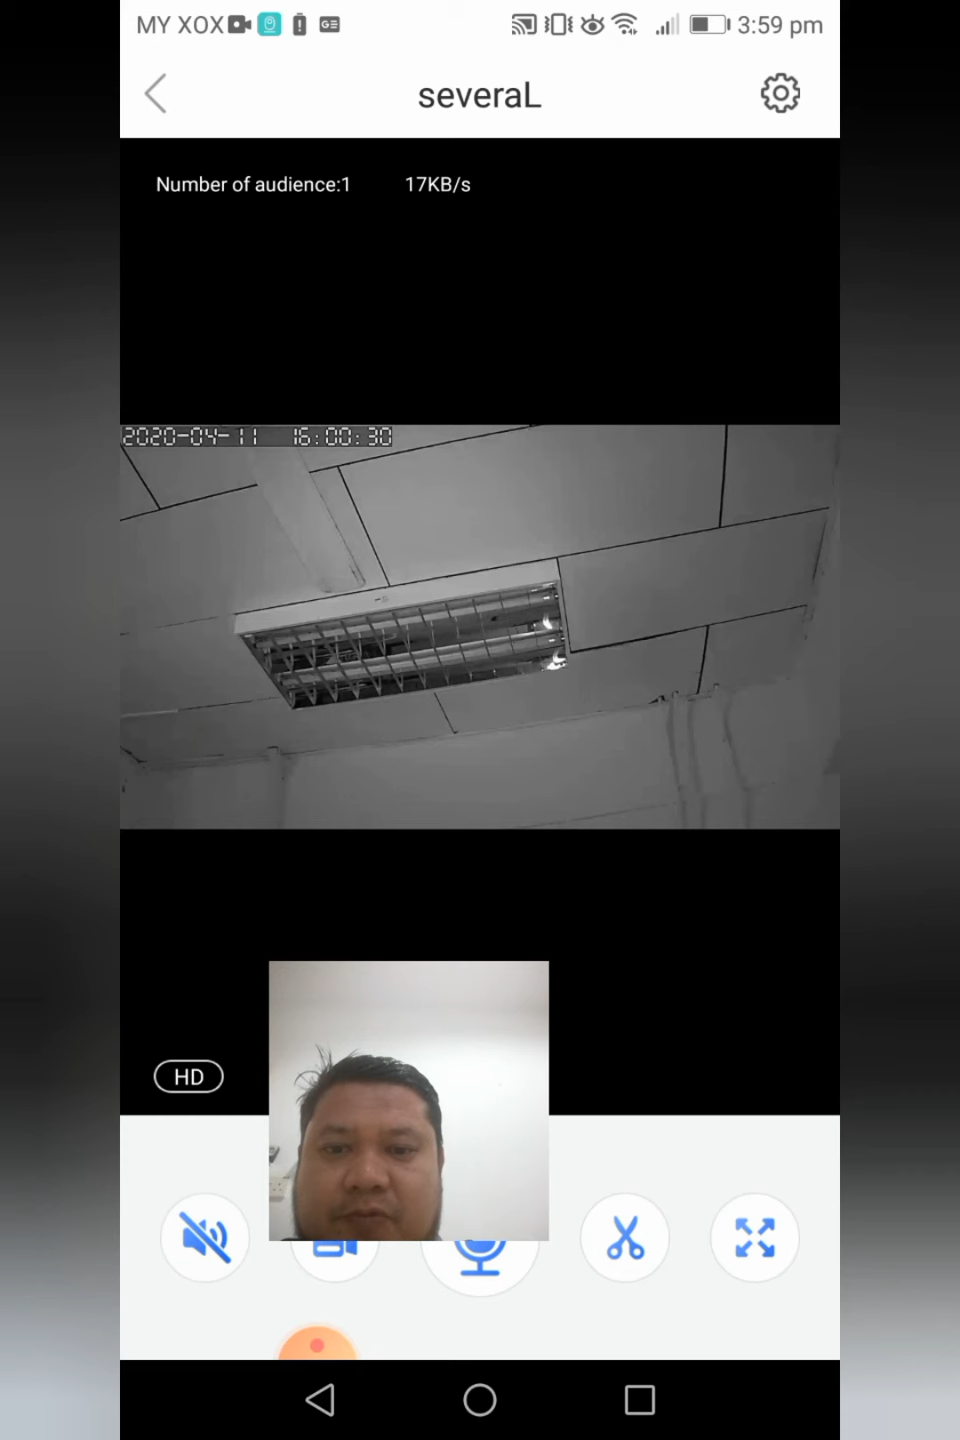 MY XOX 3:59 pm
severaL
Number of audience:1 17KB/s
2020-04-11 16:00:30
HD